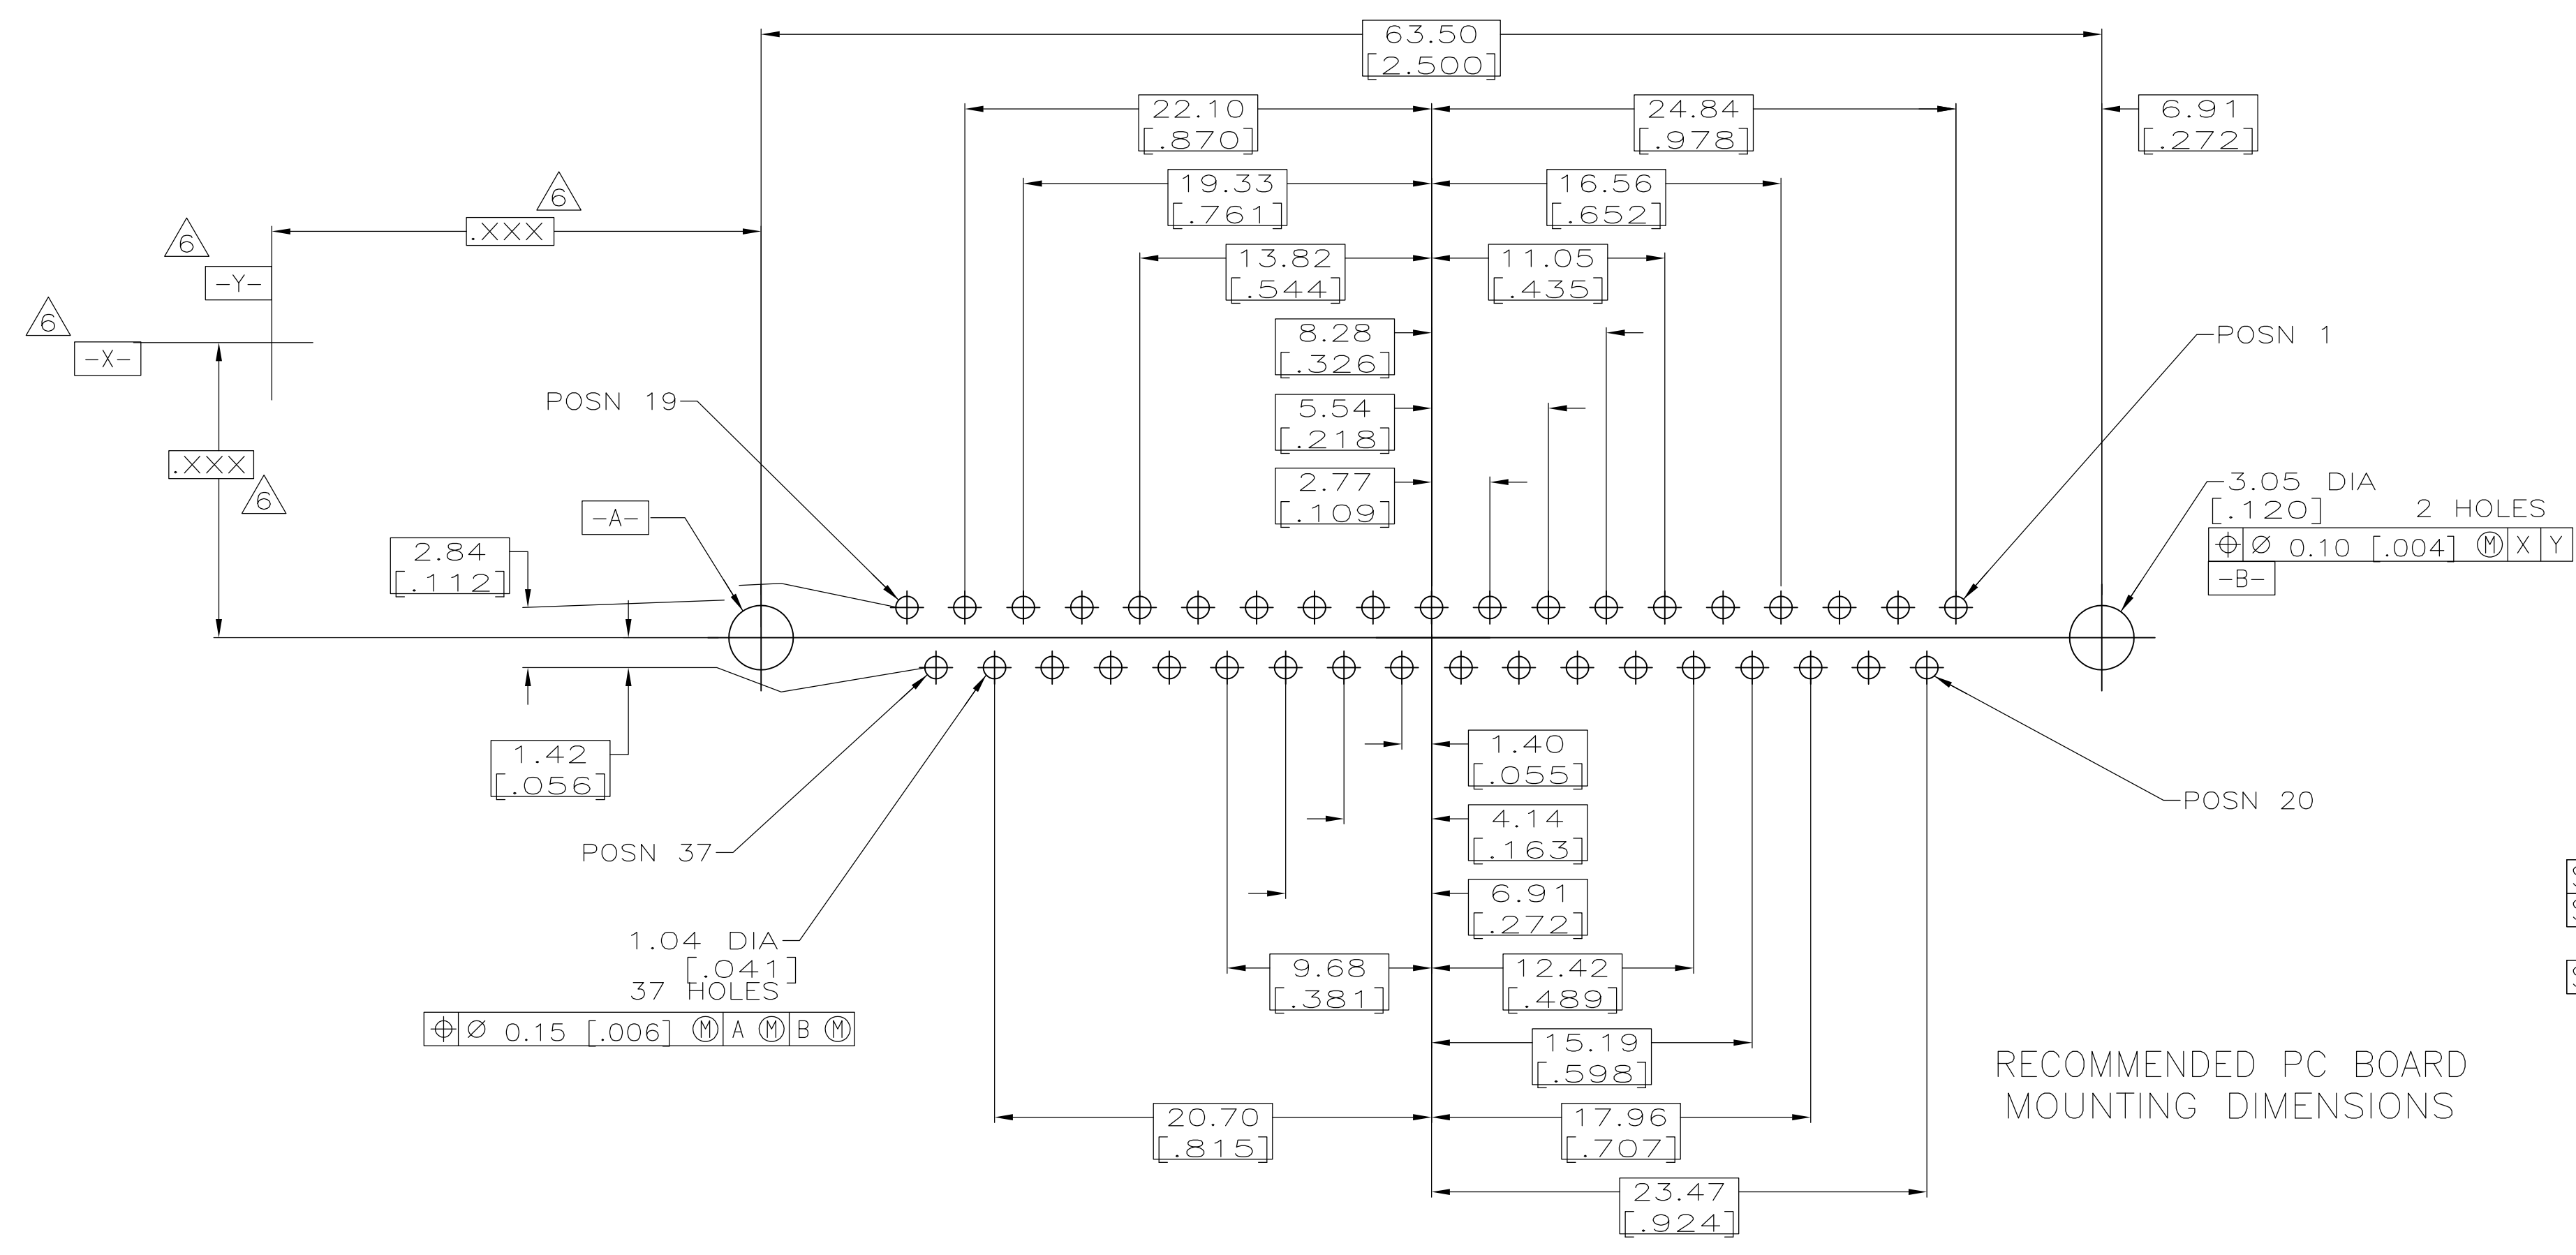 63.50
[2.500]
22.10
[.870]
24.84
[.978]
6.91
[.272]
19.33
[.761]
16.56
[.652]
6
.XXX
6
-Y-
13.82
[.544]
11.05
[.435]
6
-X-
8.28
[.326]
POSN 1
POSN 19
5.54
[.218]
.XXX
6
2.77
[.109]
3.05 DIA
[.120] 2 HOLES
⌖ Ø 0.10 [.004] Ⓜ X Y
-B-
-A-
2.84
[.112]
1.42
[.056]
1.40
[.055]
POSN 20
4.14
[.163]
POSN 37
6.91
[.272]
1.04 DIA
[.041]
37 HOLES
⌖ Ø 0.15 [.006] Ⓜ A Ⓜ B Ⓜ
9.68
[.381]
12.42
[.489]
15.19
[.598]
RECOMMENDED PC BOARD
MOUNTING DIMENSIONS
20.70
[.815]
17.96
[.707]
23.47
[.924]